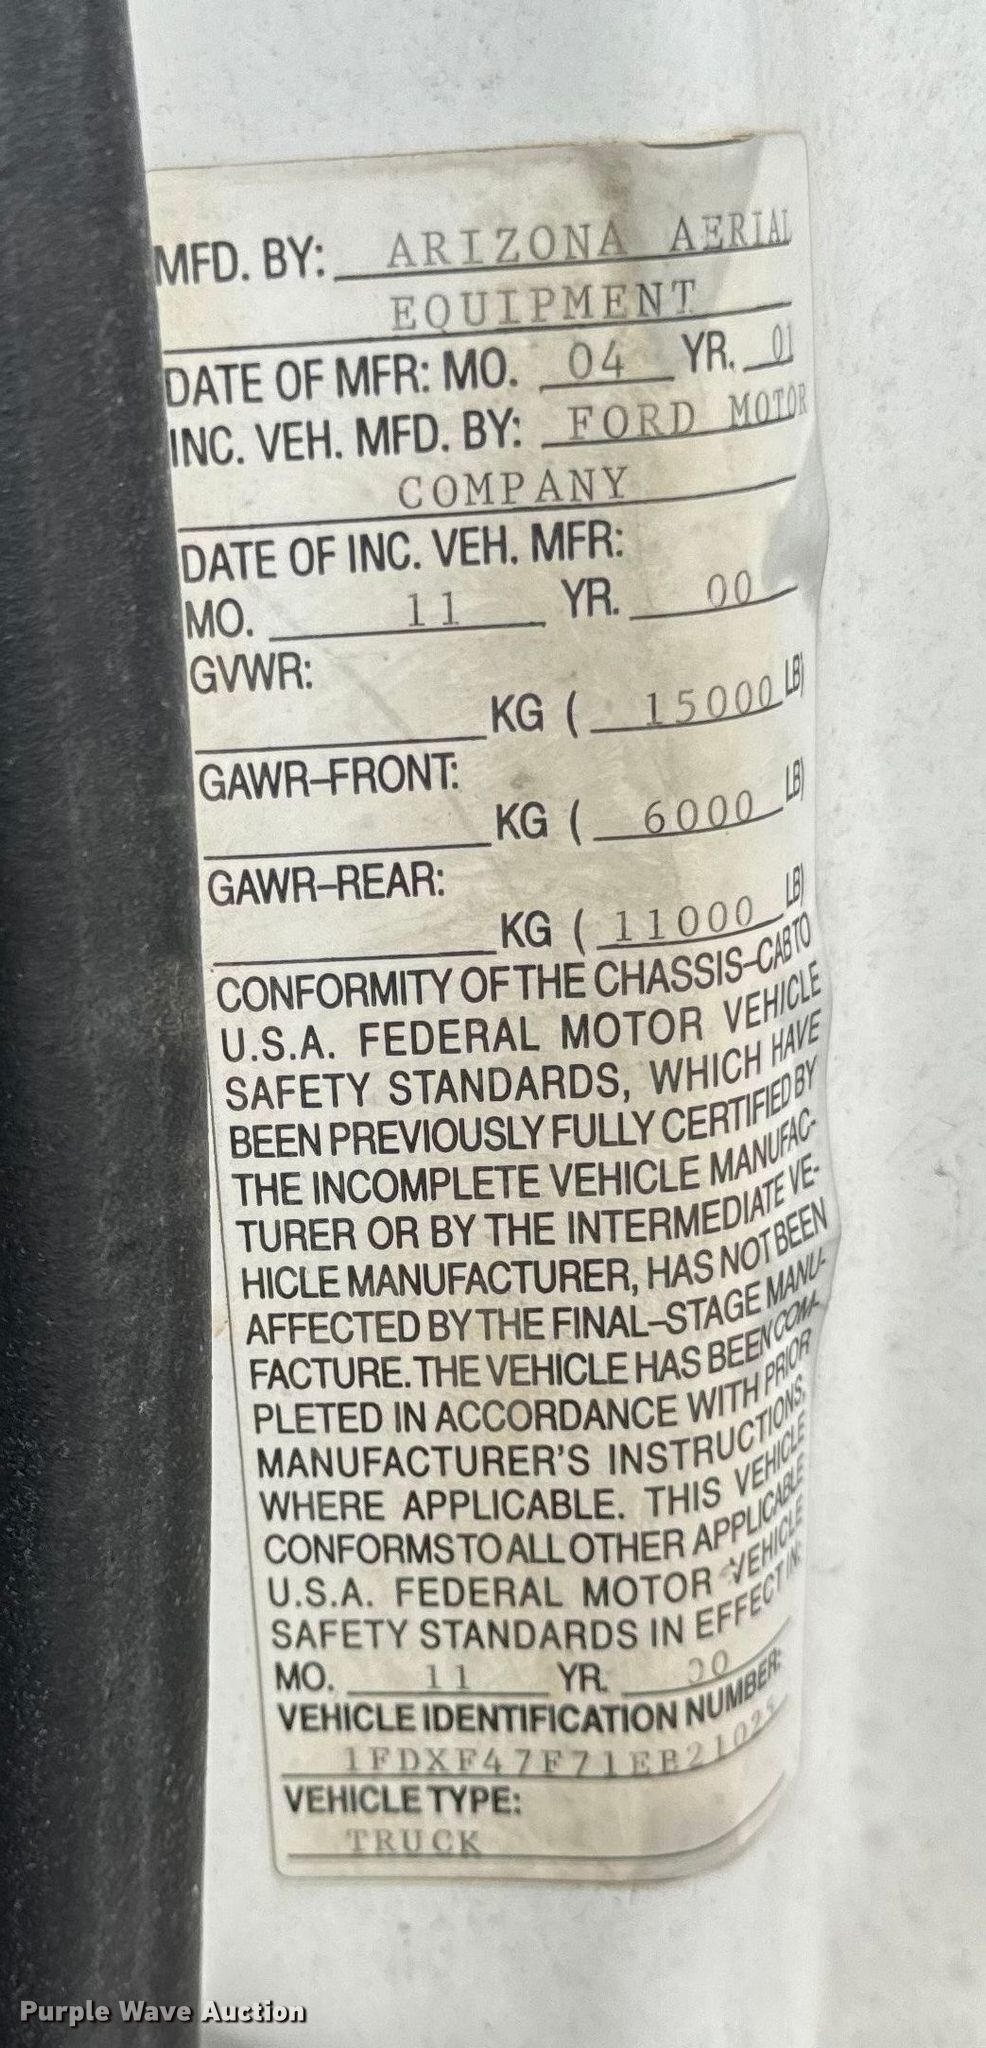 MFD. BY: ARIZONA AERIAL
EQUIPMENT
DATE OF MFR: MO. 04 YR. 01
INC. VEH. MFD. BY: FORD MOTOR
COMPANY
DATE OF INC. VEH. MFR:
MO. 11 YR. 00
GVWR:
KG ( 15000 LB)
GAWR-FRONT:
KG ( 6000 LB)
GAWR-REAR:
KG ( 11000 LB)
CONFORMITY OF THE CHASSIS-CAB TO
U.S.A. FEDERAL MOTOR VEHICLE
SAFETY STANDARDS, WHICH HAVE
BEEN PREVIOUSLY FULLY CERTIFIED BY
THE INCOMPLETE VEHICLE MANUFAC-
TURER OR BY THE INTERMEDIATE VE-
HICLE MANUFACTURER, HAS NOT BEEN
AFFECTED BY THE FINAL-STAGE MANU-
FACTURE. THE VEHICLE HAS BEEN COM-
PLETED IN ACCORDANCE WITH PRIOR
MANUFACTURER'S INSTRUCTIONS,
WHERE APPLICABLE. THIS VEHICLE
CONFORMS TO ALL OTHER APPLICABLE
U.S.A. FEDERAL MOTOR VEHICLE
SAFETY STANDARDS IN EFFECT IN:
MO. 11 YR. 00
VEHICLE IDENTIFICATION NUMBER:
VEHICLE TYPE:
TRUCK
Purple Wave Auction